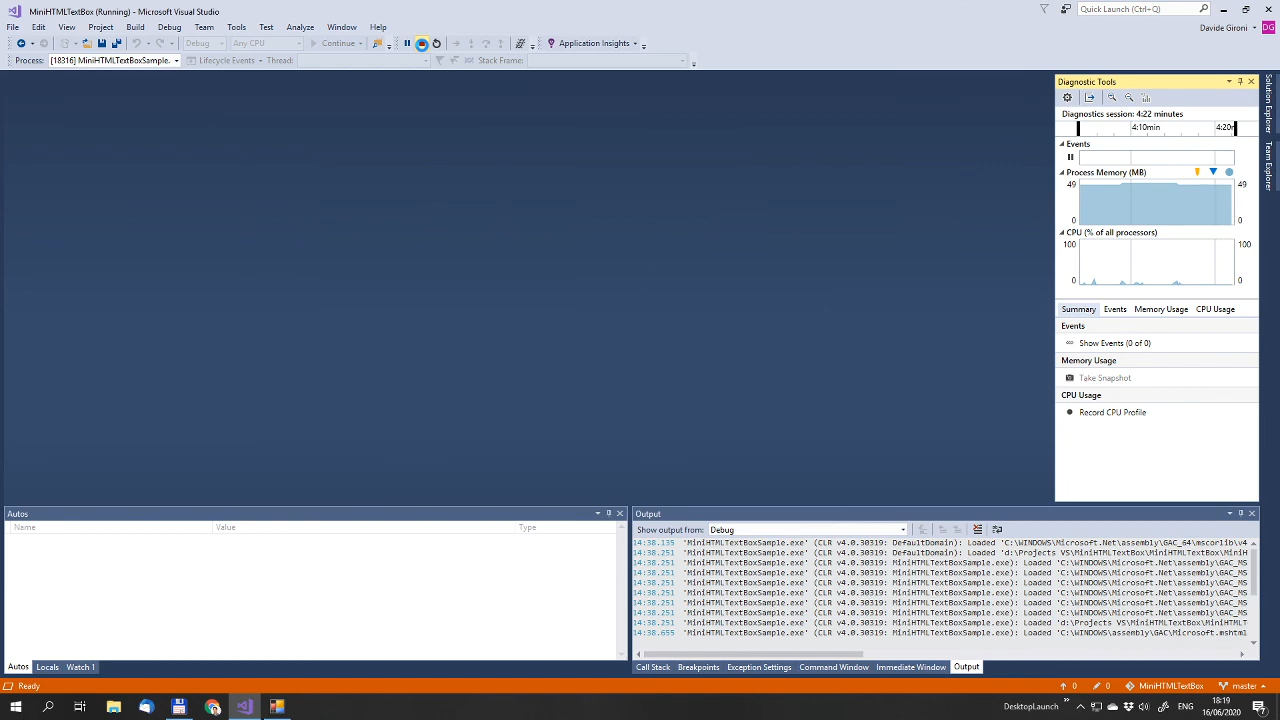 MiniHTMLTextBox (Running) - Microsoft Visual Studio
Quick Launch (Ctrl+Q)
File Edit View Project Build Debug Team Tools Test Analyze Window Help
Davide Gironi DG
Debug Any CPU Continue Application Insights
Process: [18316] MiniHTMLTextBoxSample. Lifecycle Events Thread: Stack Frame:
Diagnostic Tools
Solution Explorer
Team Explorer
Diagnostics session: 4:22 minutes
4:10min 4:20
Events
Process Memory (MB)
49 49
0 0
CPU (% of all processors)
100 100
0 0
Summary Events Memory Usage CPU Usage
Events
Show Events (0 of 0)
Memory Usage
Take Snapshot
CPU Usage
Record CPU Profile
Autos
Name Value Type
Output
Show output from: Debug
14:38.135 'MiniHTMLTextBoxSample.exe' (CLR v4.0.30319: DefaultDomain): Loaded 'C:\WINDOWS\Microsoft.Net\assembly\GAC_64\mscorlib\v4
14:38.251 'MiniHTMLTextBoxSample.exe' (CLR v4.0.30319: DefaultDomain): Loaded 'd:\Projects VS\MiniHTMLTextBox\MiniHTMLTextBox\MiniH
14:38.251 'MiniHTMLTextBoxSample.exe' (CLR v4.0.30319: MiniHTMLTextBoxSample.exe): Loaded 'C:\WINDOWS\Microsoft.Net\assembly\GAC_MS
14:38.251 'MiniHTMLTextBoxSample.exe' (CLR v4.0.30319: MiniHTMLTextBoxSample.exe): Loaded 'C:\WINDOWS\Microsoft.Net\assembly\GAC_MS
14:38.251 'MiniHTMLTextBoxSample.exe' (CLR v4.0.30319: MiniHTMLTextBoxSample.exe): Loaded 'C:\WINDOWS\Microsoft.Net\assembly\GAC_MS
14:38.251 'MiniHTMLTextBoxSample.exe' (CLR v4.0.30319: MiniHTMLTextBoxSample.exe): Loaded 'C:\WINDOWS\Microsoft.Net\assembly\GAC_MS
14:38.251 'MiniHTMLTextBoxSample.exe' (CLR v4.0.30319: MiniHTMLTextBoxSample.exe): Loaded 'C:\WINDOWS\Microsoft.Net\assembly\GAC_MS
14:38.251 'MiniHTMLTextBoxSample.exe' (CLR v4.0.30319: MiniHTMLTextBoxSample.exe): Loaded 'C:\WINDOWS\Microsoft.Net\assembly\GAC_MS
14:38.251 'MiniHTMLTextBoxSample.exe' (CLR v4.0.30319: MiniHTMLTextBoxSample.exe): Loaded 'd:\Projects VS\MiniHTMLTextBox\MiniHTMLT
14:38.655 'MiniHTMLTextBoxSample.exe' (CLR v4.0.30319: MiniHTMLTextBoxSample.exe): Loaded 'C:\WINDOWS\assembly\GAC\Microsoft.mshtml
Autos Locals Watch 1
Call Stack Breakpoints Exception Settings Command Window Immediate Window Output
Ready
0 0 MiniHTMLTextBox master
DesktopLaunch ENG
18:19
16/06/2020